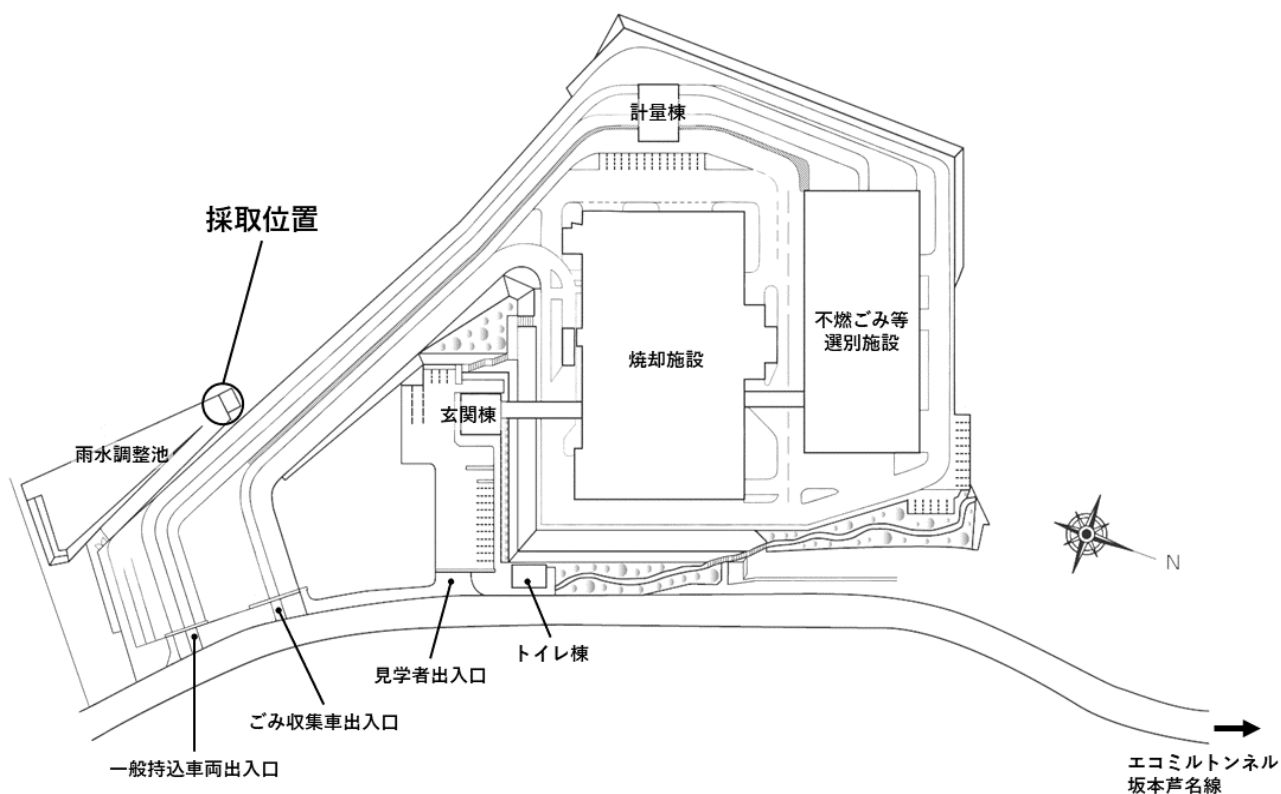 計量棟
採取位置
不燃ごみ等
選別施設
焼却施設
玄関棟
雨水調整池
N
トイレ棟
見学者出入口
ごみ収集車出入口
一般持込車両出入口
エコミルトンネル
坂本芦名線